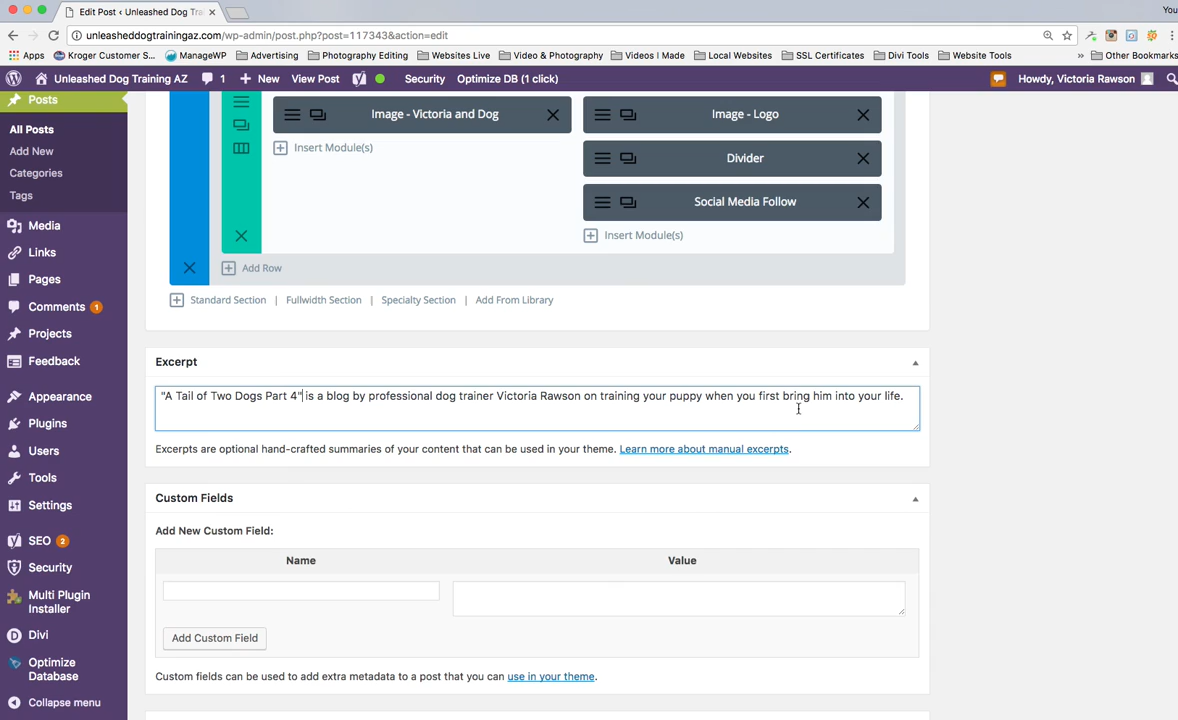 Edit Post ‹ Unleashed Dog Tra
You
unleasheddogtrainingaz.com/wp-admin/post.php?post=117343&action=edit
Apps
Kroger Customer S...
ManageWP
Advertising
Photography Editing
Websites Live
Video & Photography
Videos I Made
Local Websites
SSL Certificates
Divi Tools
Website Tools
»
Other Bookmarks
Unleashed Dog Training AZ
1
+ New
View Post
Security
Optimize DB (1 click)
Howdy, Victoria Rawson
Posts
All Posts
Add New
Categories
Tags
Media
Links
Pages
Comments 1
Projects
Feedback
Appearance
Plugins
Users
Tools
Settings
SEO 2
Security
Multi Plugin
Installer
Divi
Optimize
Database
Collapse menu
Image - Victoria and Dog
Insert Module(s)
Image - Logo
Divider
Social Media Follow
Insert Module(s)
Add Row
Standard Section | Fullwidth Section | Specialty Section | Add From Library
Excerpt
"A Tail of Two Dogs Part 4" is a blog by professional dog trainer Victoria Rawson on training your puppy when you first bring him into your life.
Excerpts are optional hand-crafted summaries of your content that can be used in your theme. Learn more about manual excerpts.
Custom Fields
Add New Custom Field:
Name
Value
Add Custom Field
Custom fields can be used to add extra metadata to a post that you can use in your theme.